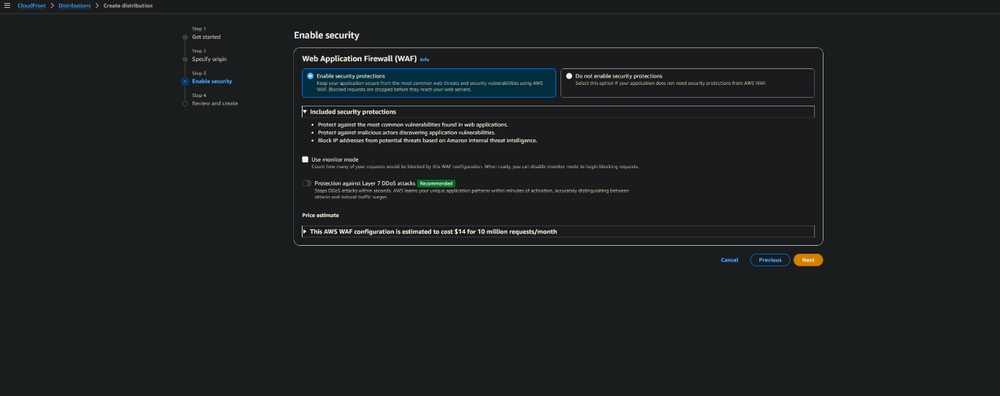 CloudFront > Distributions > Create distribution
Step 1
Get started
Step 2
Specify origin
Step 3
Enable security
Step 4
Review and create
Enable security
Web Application Firewall (WAF) Info
Enable security protections
Keep your application secure from the most common web threats and security vulnerabilities using AWS
WAF. Blocked requests are stopped before they reach your web servers.
Do not enable security protections
Select this option if your application does not need security protections from AWS WAF.
Included security protections
• Protect against the most common vulnerabilities found in web applications.
• Protect against malicious actors discovering application vulnerabilities.
• Block IP addresses from potential threats based on Amazon internal threat intelligence.
Use monitor mode
Count how many of your requests would be blocked by this WAF configuration. When ready, you can disable monitor mode to begin blocking requests.
Protection against Layer 7 DDoS attacks Recommended
Stops DDoS attacks within seconds. AWS learns your unique application patterns within minutes of activation, accurately distinguishing between
attacks and natural traffic surges.
Price estimate
This AWS WAF configuration is estimated to cost $14 for 10 million requests/month
Cancel
Previous
Next